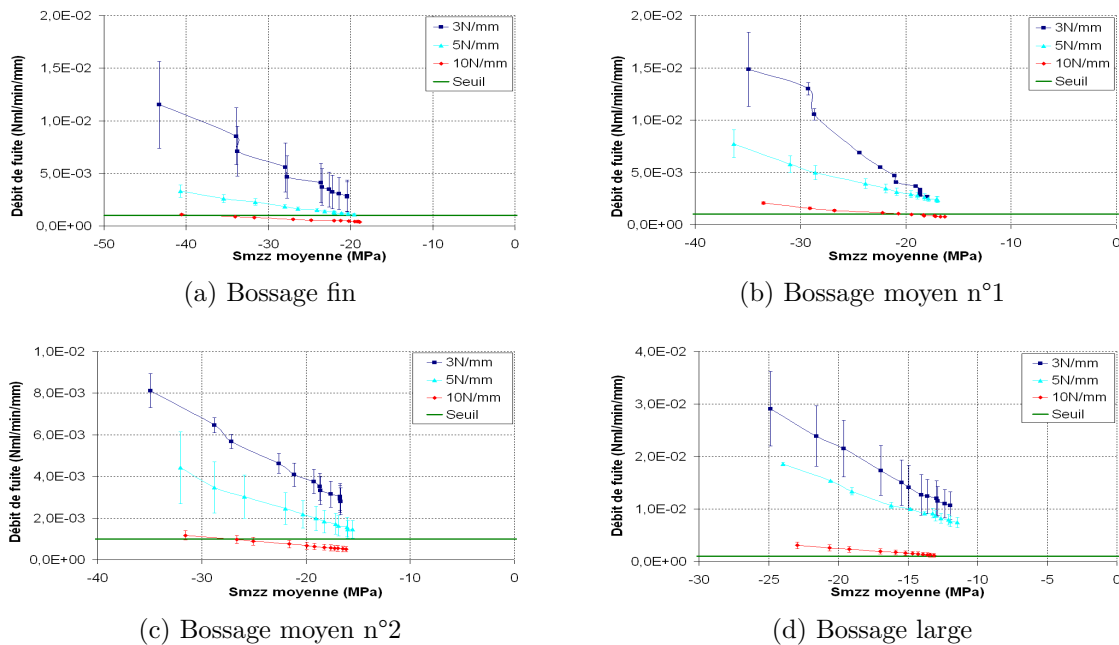 2,0E-02
1,5E-02
1,0E-02
5,0E-03
0,0E+00
-50 -40 -30 -20 -10 0
Débit de fuite (Nml/min/mm)
Smzz moyenne (MPa)
3N/mm
5N/mm
10N/mm
Seuil
(a) Bossage fin
2,0E-02
1,5E-02
1,0E-02
5,0E-03
0,0E+00
-40 -30 -20 -10 0
Débit de fuite (Nml/min/mm)
Smzz moyenne (MPa)
3N/mm
5N/mm
10N/mm
Seuil
(b) Bossage moyen n°1
1,0E-02
8,0E-03
6,0E-03
4,0E-03
2,0E-03
0,0E+00
-40 -30 -20 -10 0
Débit de fuite (Nml/min/mm)
Smzz moyenne (MPa)
3N/mm
5N/mm
10N/mm
Seuil
(c) Bossage moyen n°2
4,0E-02
3,0E-02
2,0E-02
1,0E-02
0,0E+00
-30 -25 -20 -15 -10 -5 0
Débit de fuite (Nml/min/mm)
Smzz moyenne (MPa)
3N/mm
5N/mm
10N/mm
Seuil
(d) Bossage large